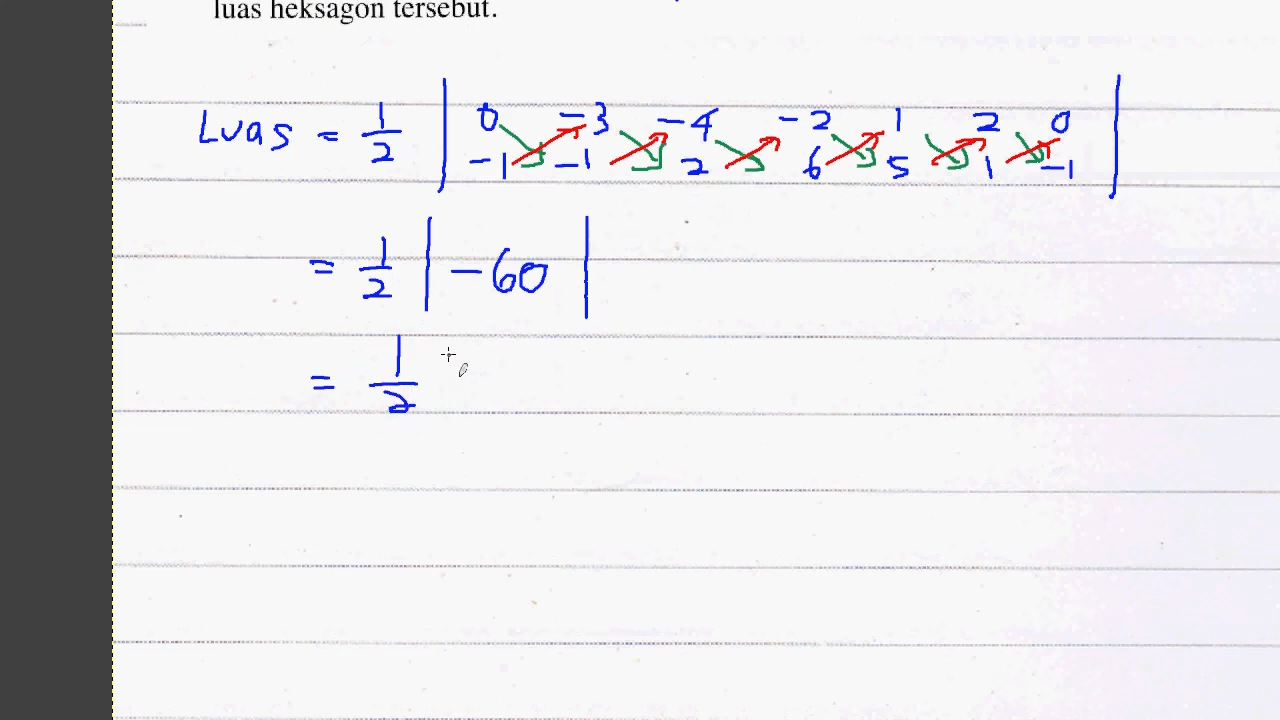 luas heksagon tersebut.
Luas = 1/2 | 0 -3 -4 -2 1 2 0 |
-1 -1 2 6 5 1 -1
= 1/2 | -60 |
= 1/2